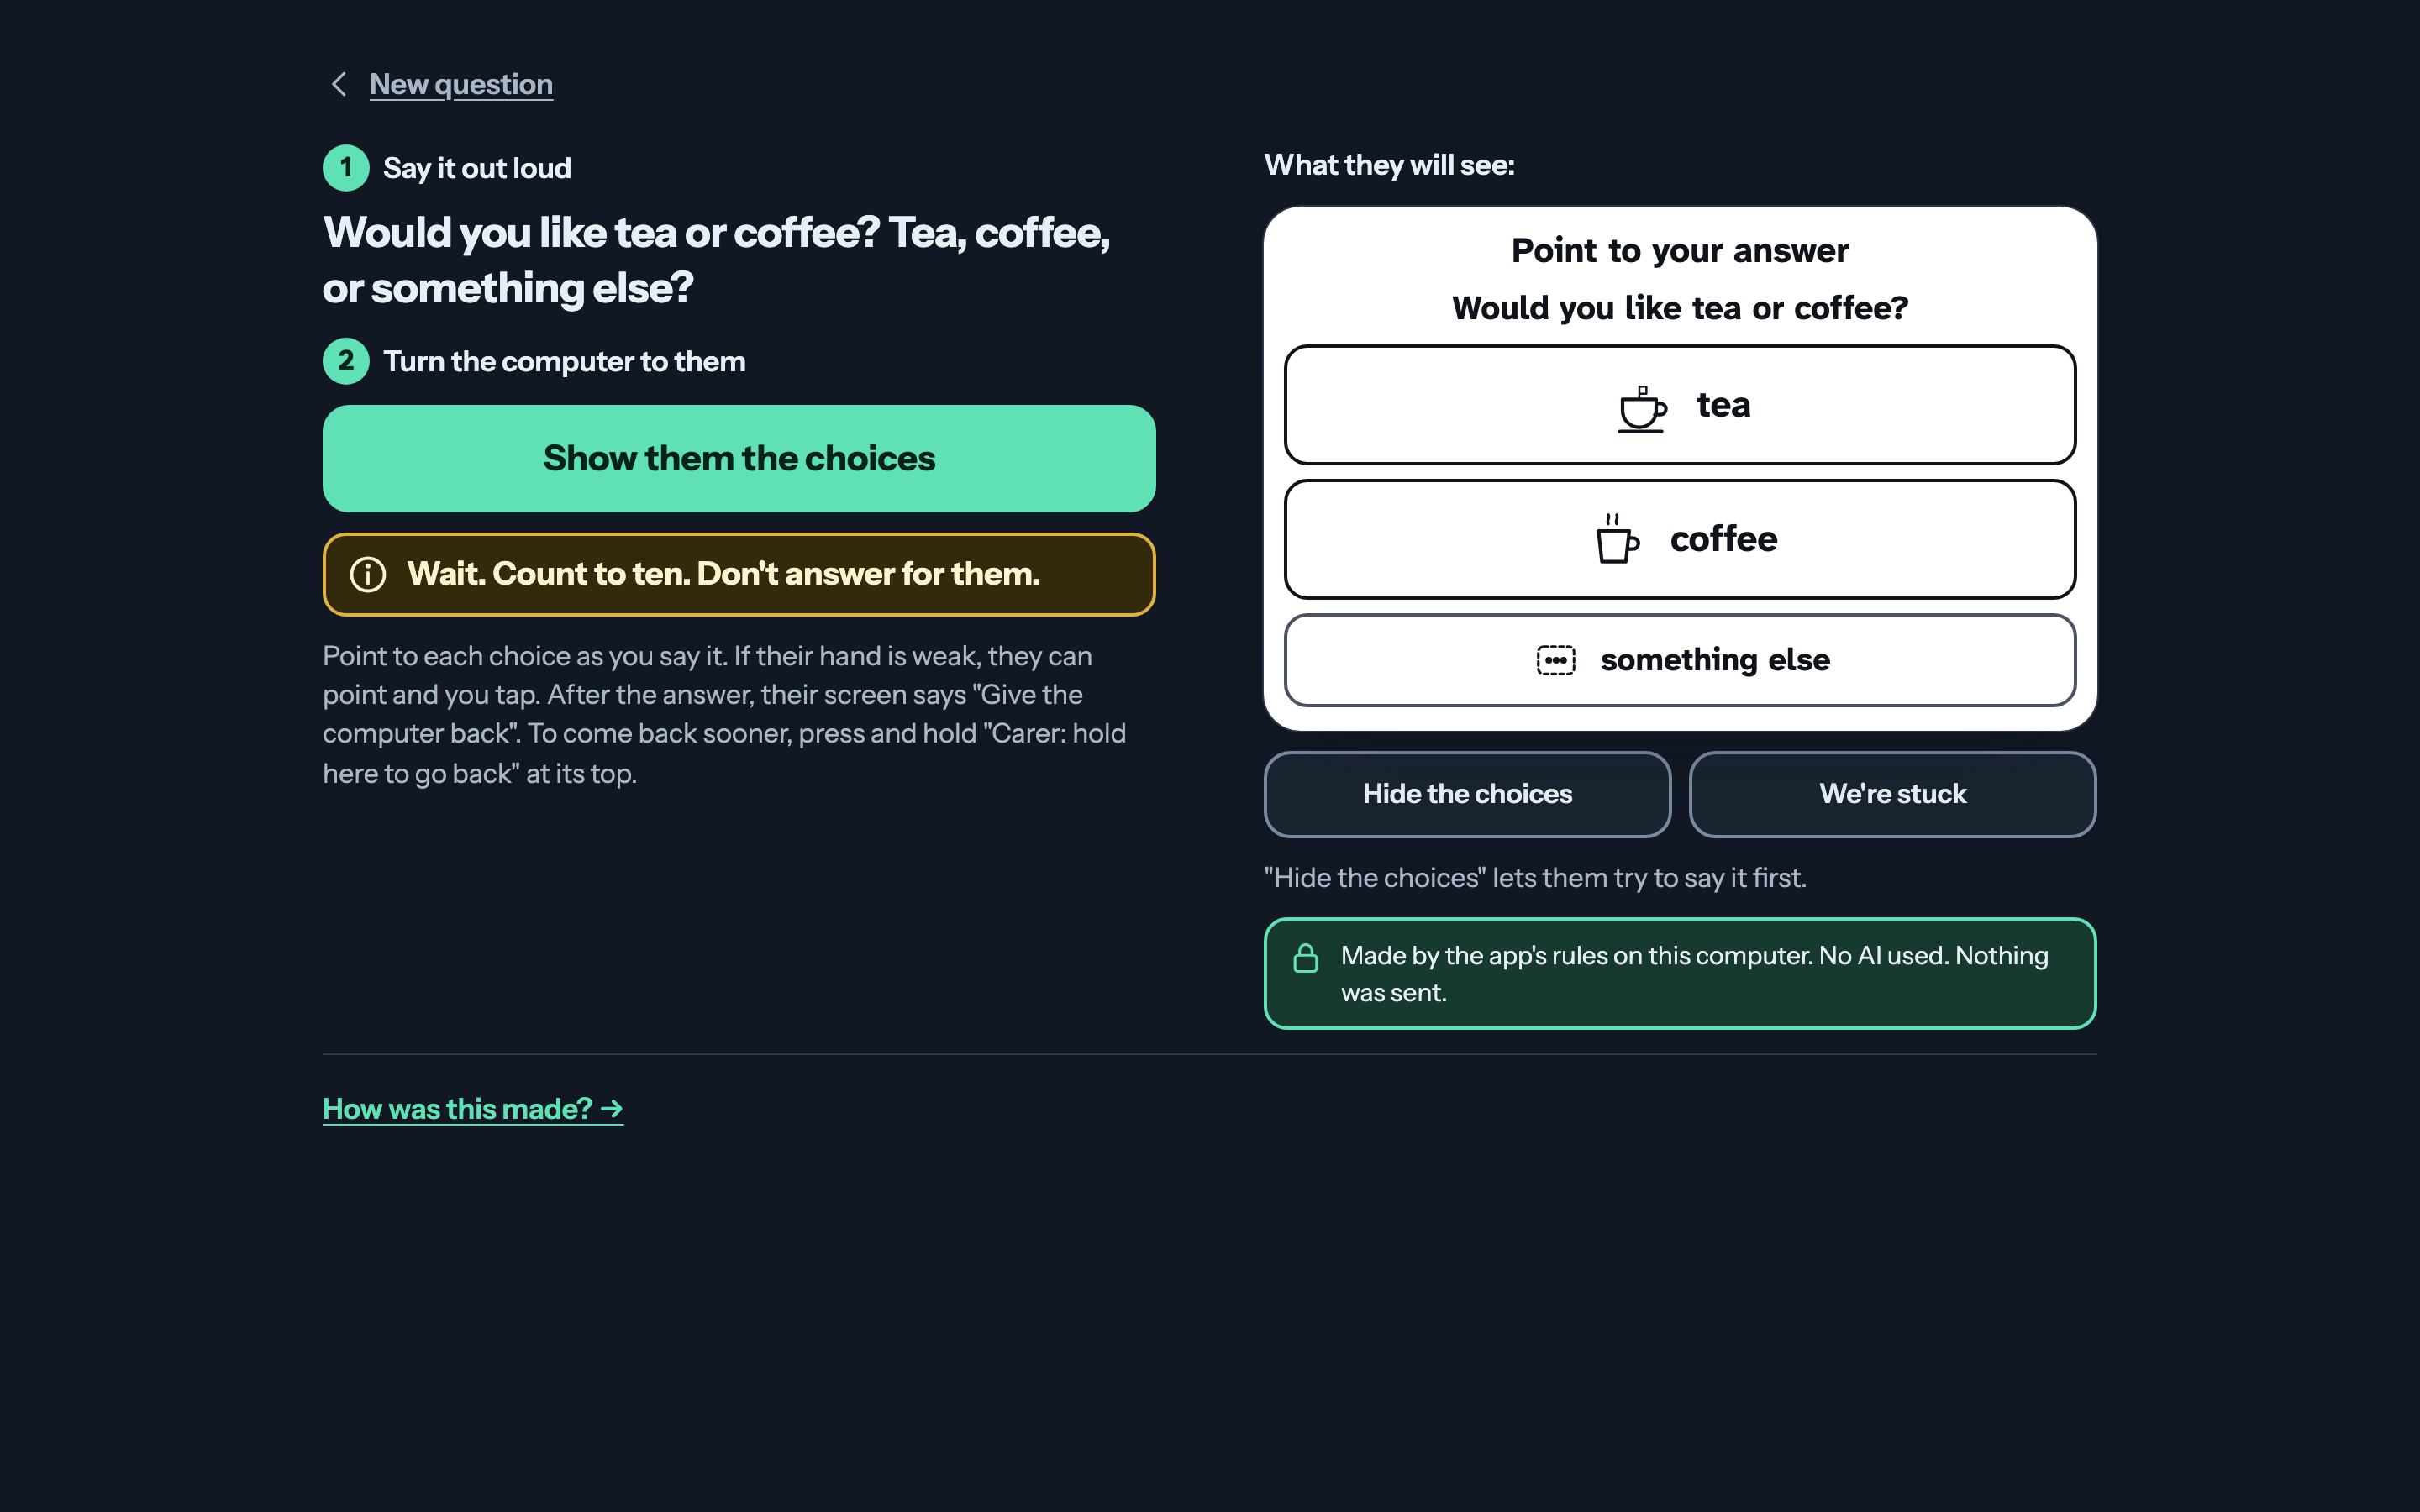 New question
1 Say it out loud
Would you like tea or coffee? Tea, coffee,
or something else?
2 Turn the computer to them
Show them the choices
Wait. Count to ten. Don't answer for them.
Point to each choice as you say it. If their hand is weak, they can
point and you tap. After the answer, their screen says "Give the
computer back". To come back sooner, press and hold "Carer: hold
here to go back" at its top.
What they will see:
Point to your answer
Would you like tea or coffee?
tea
coffee
something else
Hide the choices
We're stuck
"Hide the choices" lets them try to say it first.
Made by the app's rules on this computer. No AI used. Nothing
was sent.
How was this made? →